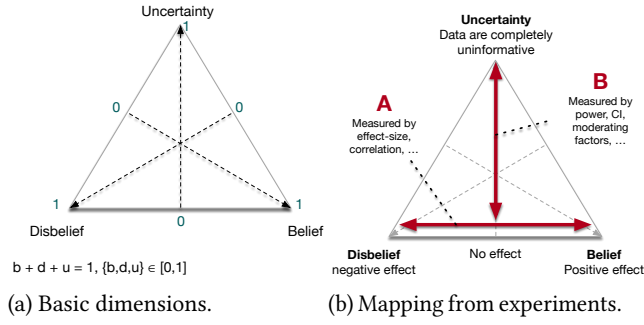 Uncertainty
1
0
0
1
1
0
Disbelief
Belief
b + d + u = 1, {b,d,u} ∈ [0,1]
(a) Basic dimensions.
Uncertainty
Data are completely
uninformative
A
Measured by
effect-size,
correlation, ...
B
Measured by
power, CI,
moderating
factors, ...
Disbelief
negative effect
No effect
Belief
Positive effect
(b) Mapping from experiments.